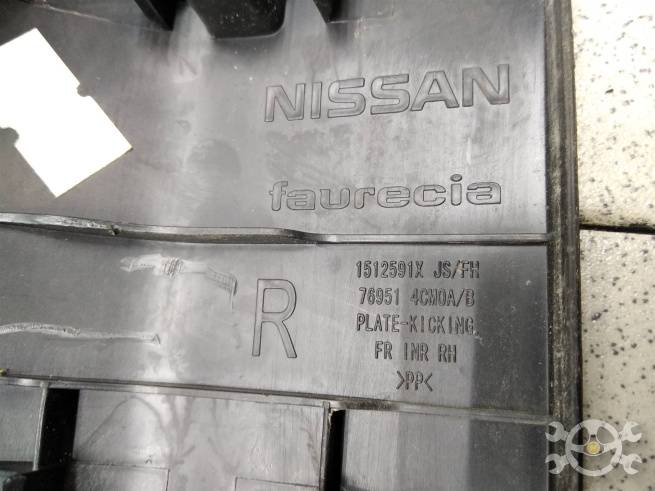 NISSAN
faurecia
R
1512591X JS/FH
76951 4CM0A/B
PLATE-KICKING
FR INR RH
>PP<